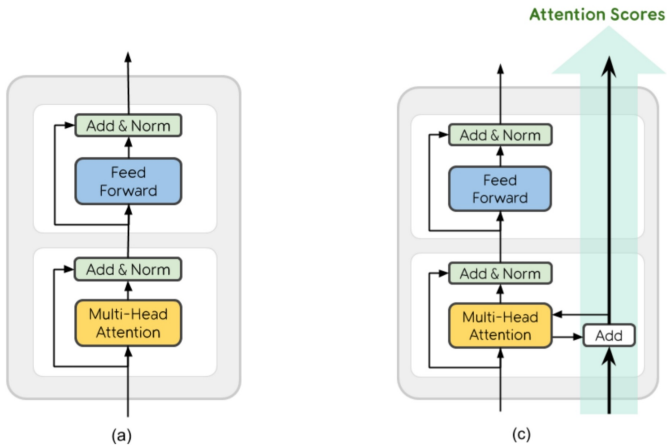 Attention Scores
Add & Norm
Feed
Forward
Add & Norm
Multi-Head
Attention
(a)
Add & Norm
Feed
Forward
Add & Norm
Multi-Head
Attention
Add
(c)